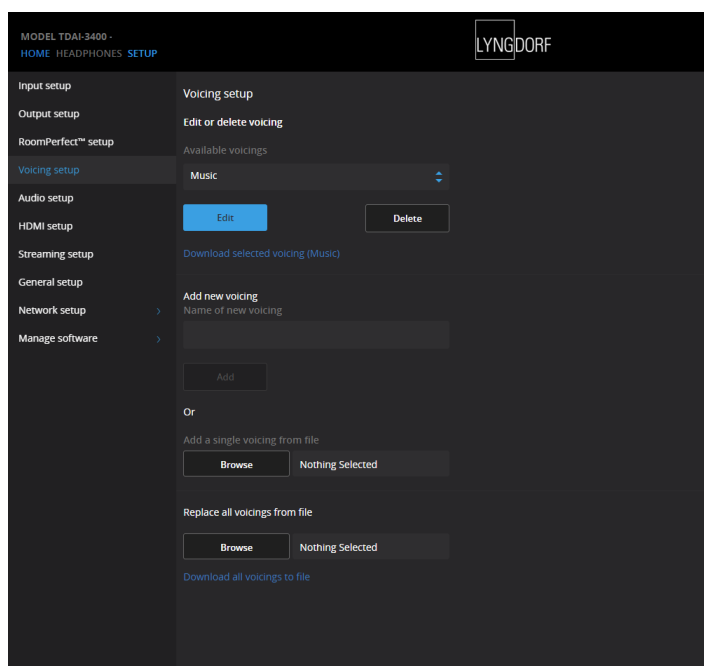 MODEL TDAI-3400 -
HOME HEADPHONES SETUP
LYNGDORF
Input setup
Output setup
RoomPerfect™ setup
Voicing setup
Audio setup
HDMI setup
Streaming setup
General setup
Network setup
Manage software
Voicing setup
Edit or delete voicing
Available voicings
Music
Edit Delete
Download selected voicing (Music)
Add new voicing
Name of new voicing
Add
Or
Add a single voicing from file
Browse Nothing Selected
Replace all voicings from file
Browse Nothing Selected
Download all voicings to file